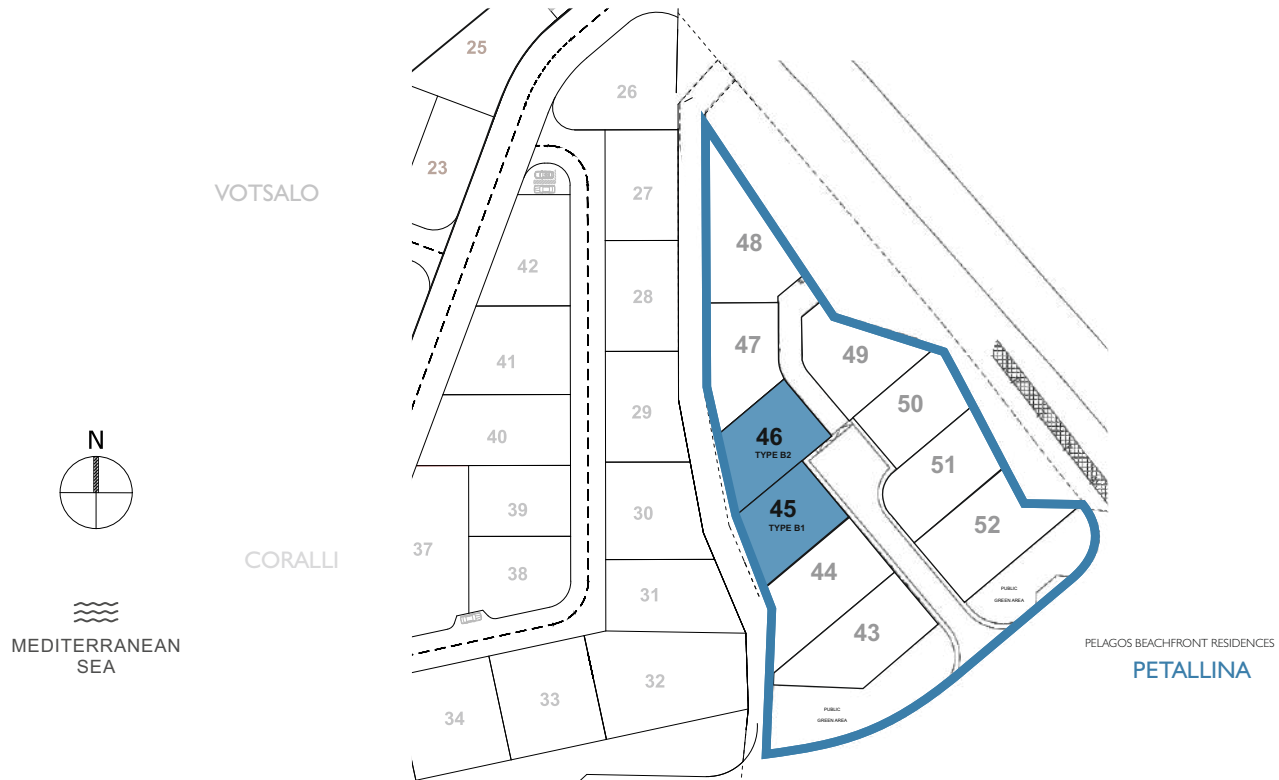 25
26
23
VOTSALO
27
48
42
28
47
49
41
50
29
40
46
TYPE B2
N
51
45
TYPE B1
39
30
52
37
CORALLI
38
44
31
PUBLIC
GREEN AREA
43
MEDITERRANEAN
SEA
PELAGOS BEACHFRONT RESIDENCES
PETALLINA
32
33
34
PUBLIC
GREEN AREA